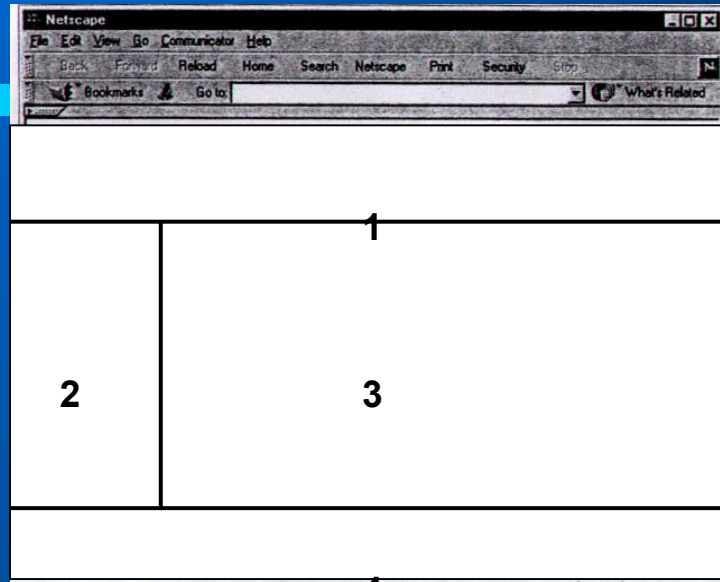 Netscape
File Edit View Go Communicator Help
Back Forward Reload Home Search Netscape Print Security Stop N
Bookmarks Go to: What's Related
1
2 3